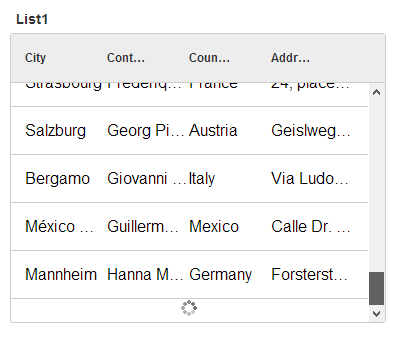 List1
City Cont... Coun... Addr...
Strasbourg Frédériq... France 24, place...
Salzburg Georg Pi... Austria Geislweg...
Bergamo Giovanni ... Italy Via Ludo...
México ... Guillerm... Mexico Calle Dr. ...
Mannheim Hanna M... Germany Forsterst...